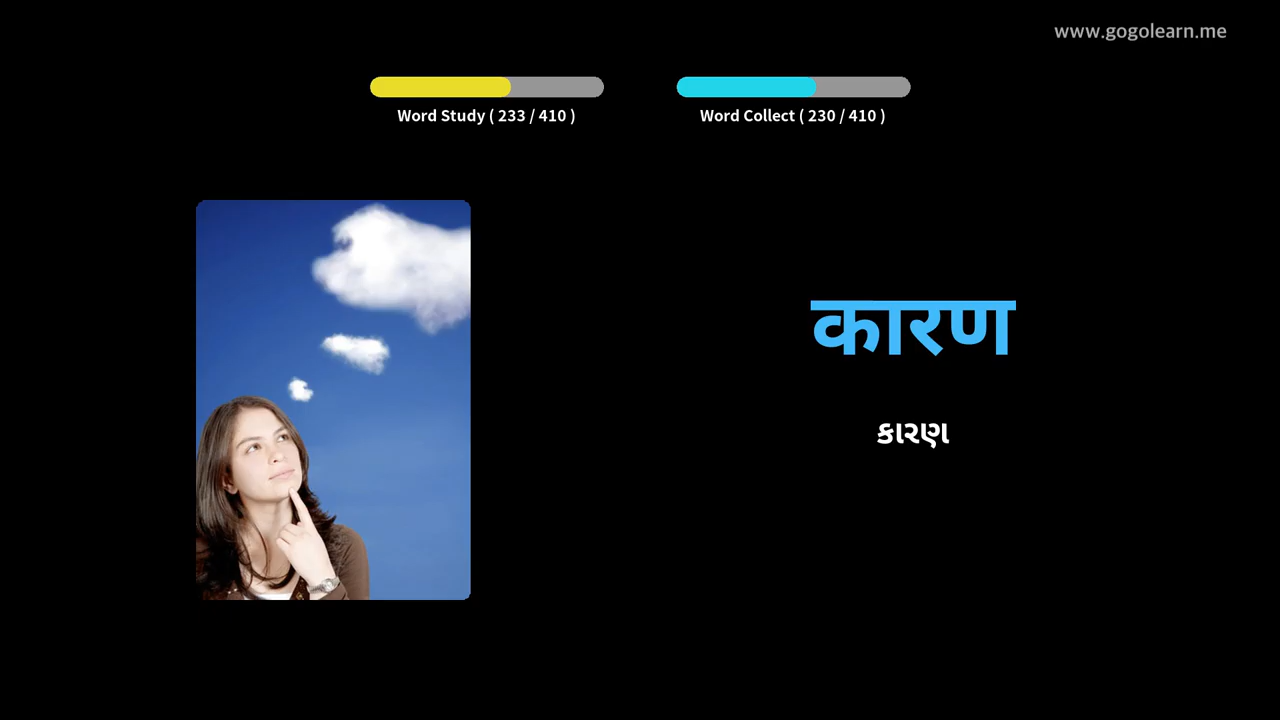 www.gogolearn.me
Word Study ( 233 / 410 )
Word Collect ( 230 / 410 )
कारण
કારણ